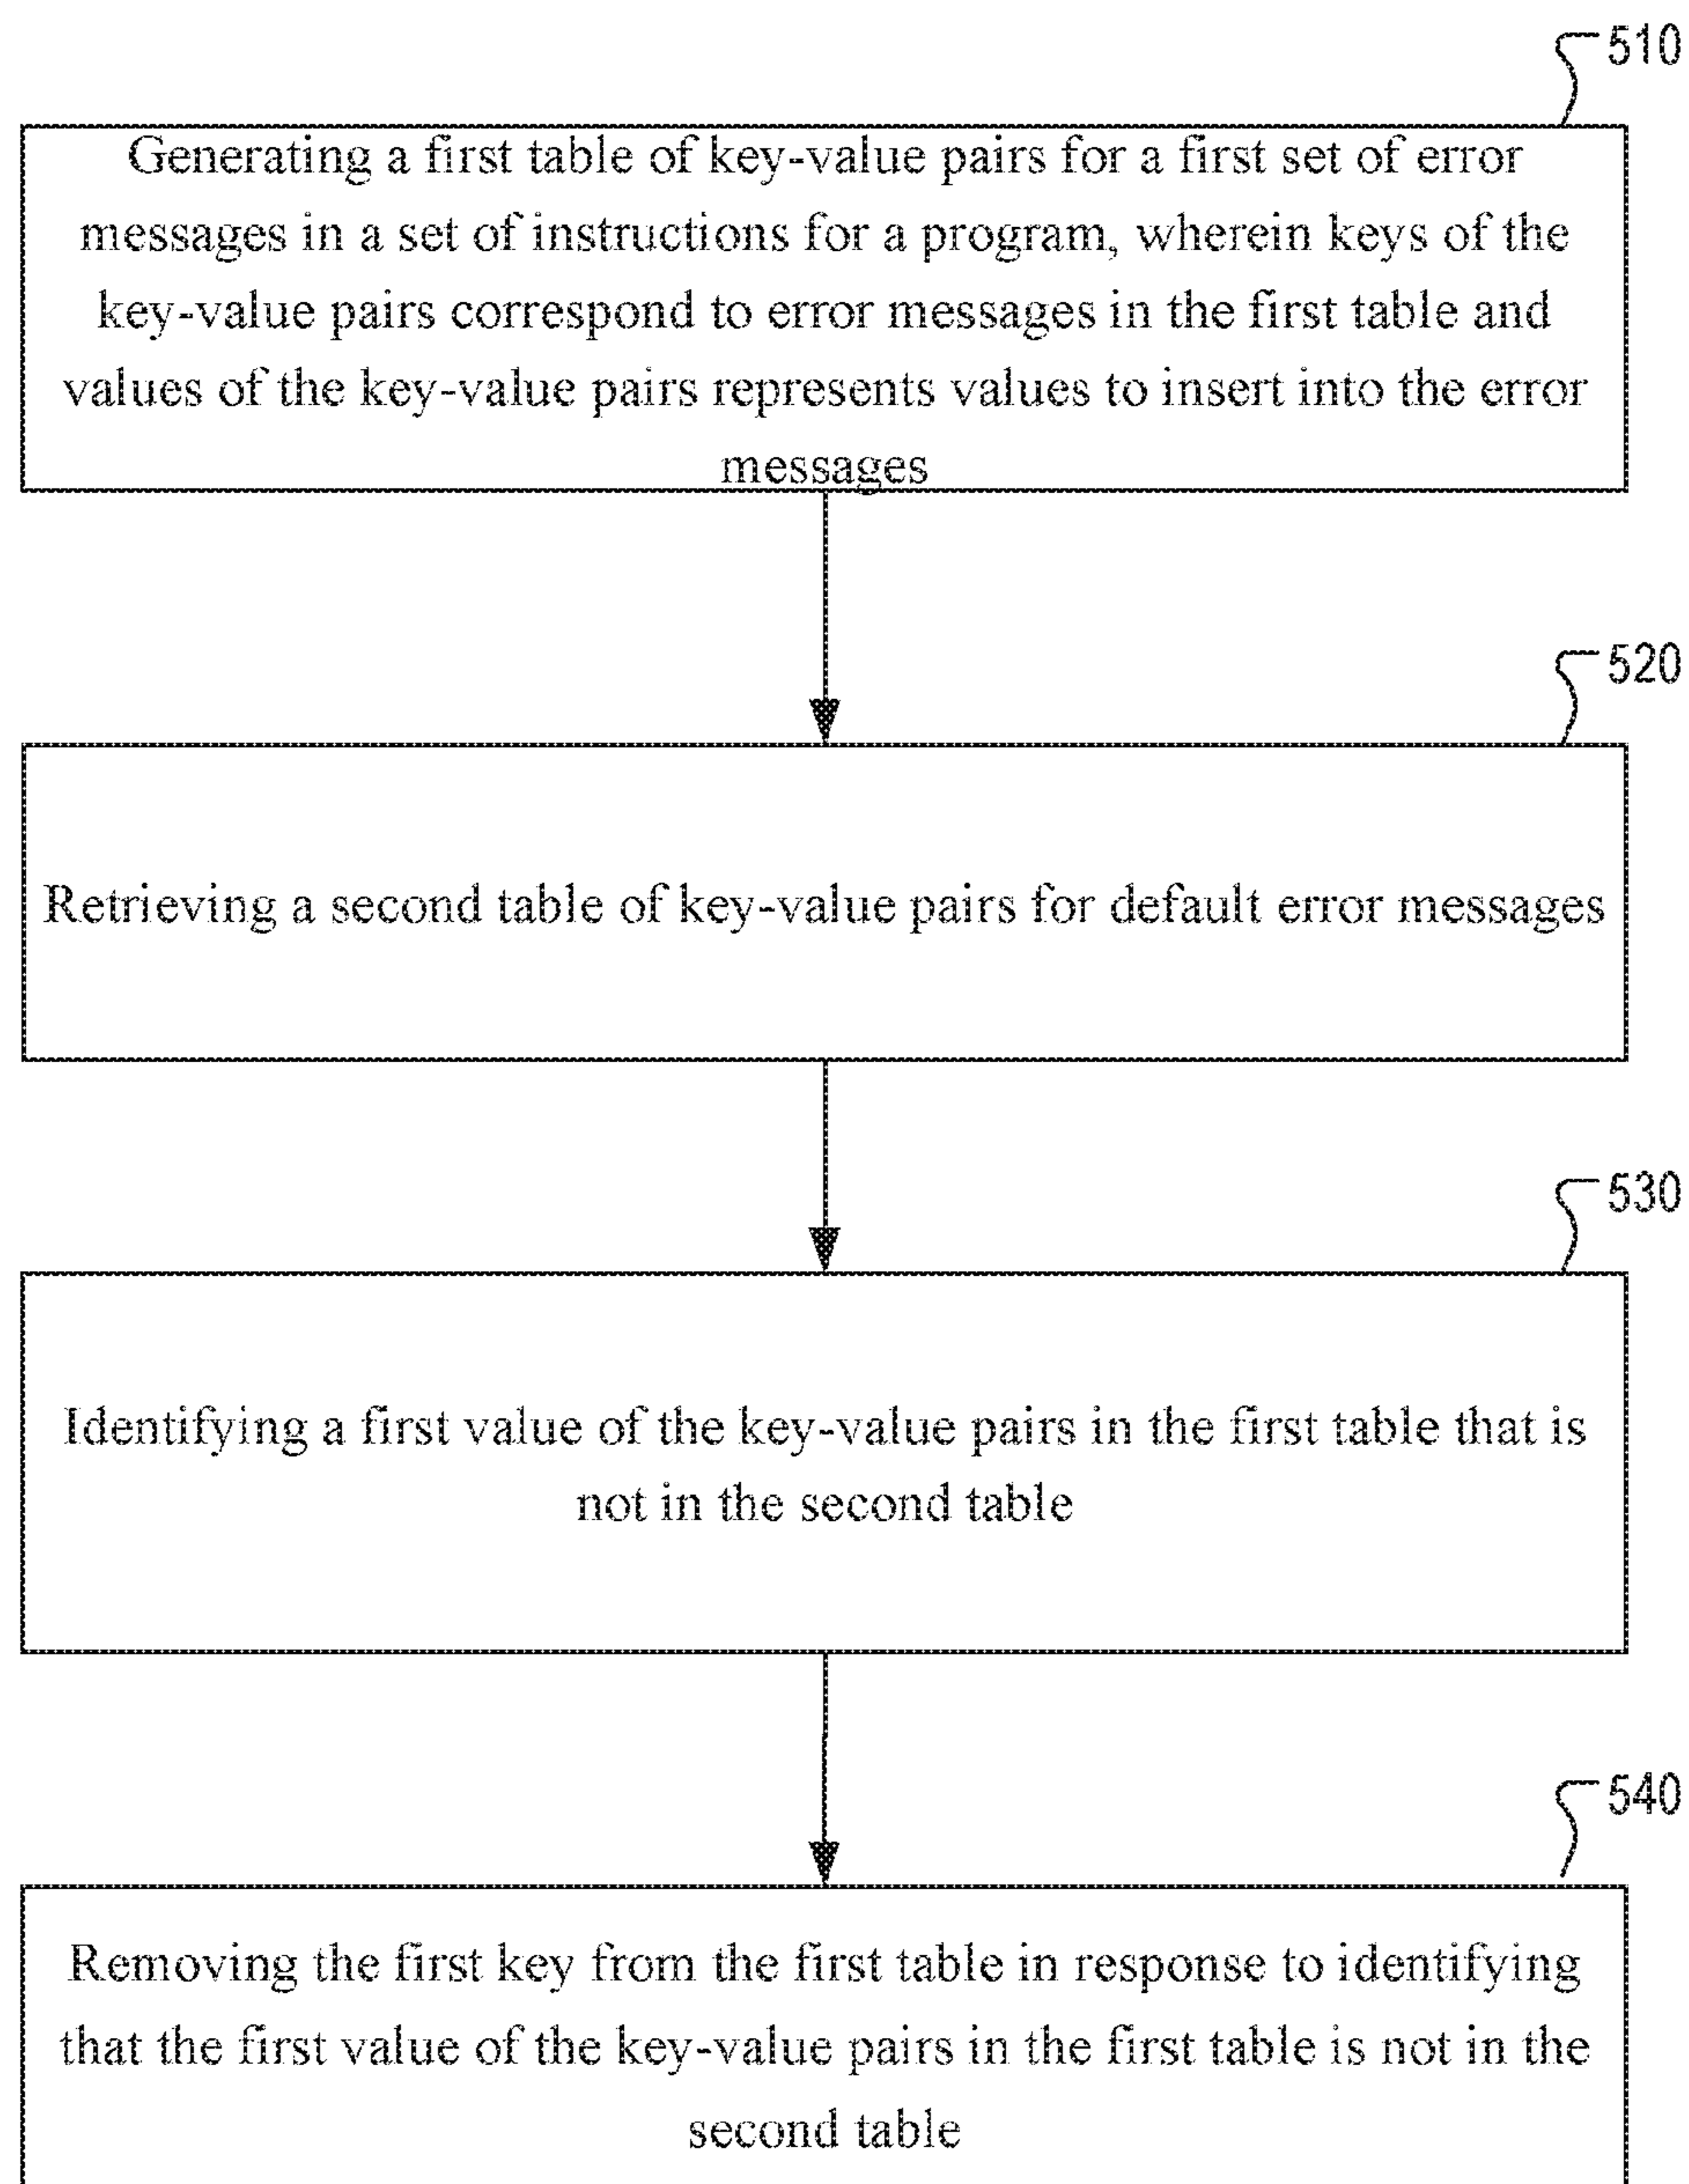 510
Generating a first table of key-value pairs for a first set of error
messages in a set of instructions for a program, wherein keys of the
key-value pairs correspond to error messages in the first table and
values of the key-value pairs represents values to insert into the error
messages
520
Retrieving a second table of key-value pairs for default error messages
530
Identifying a first value of the key-value pairs in the first table that is
not in the second table
540
Removing the first key from the first table in response to identifying
that the first value of the key-value pairs in the first table is not in the
second table